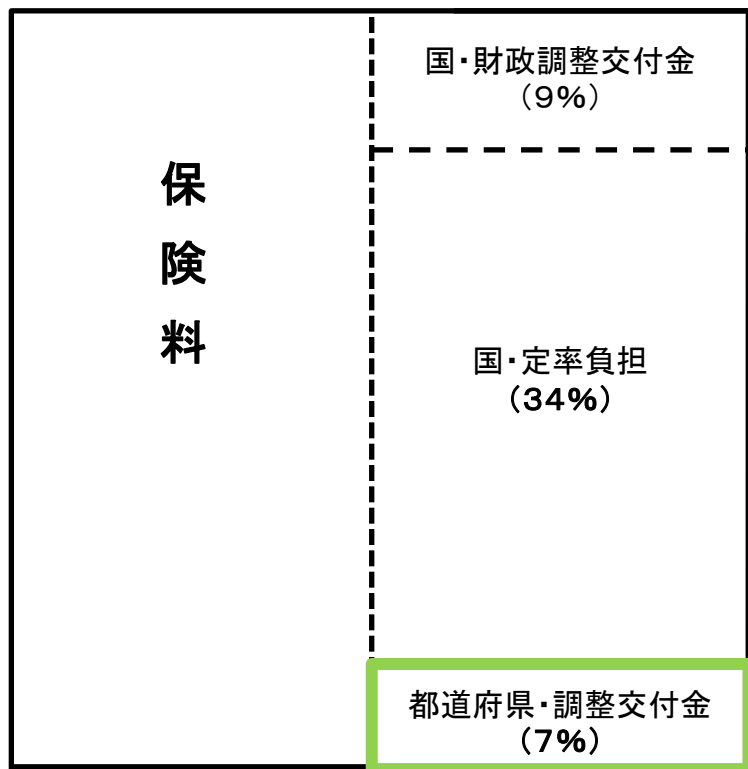 保
険
料
国・財政調整交付金
（9%）
国・定率負担
（34%）
都道府県・調整交付金
（7%）